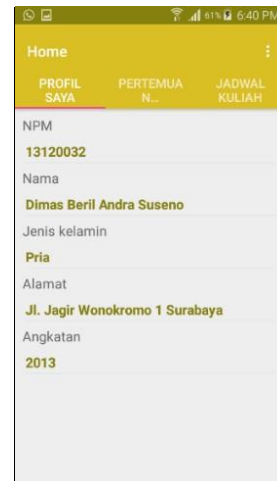 61% 6:40 PM
Home
PROFIL SAYA
PERTEMUA N...
JADWAL KULIAH
NPM
13120032
Nama
Dimas Beril Andra Suseno
Jenis kelamin
Pria
Alamat
Jl. Jagir Wonokromo 1 Surabaya
Angkatan
2013